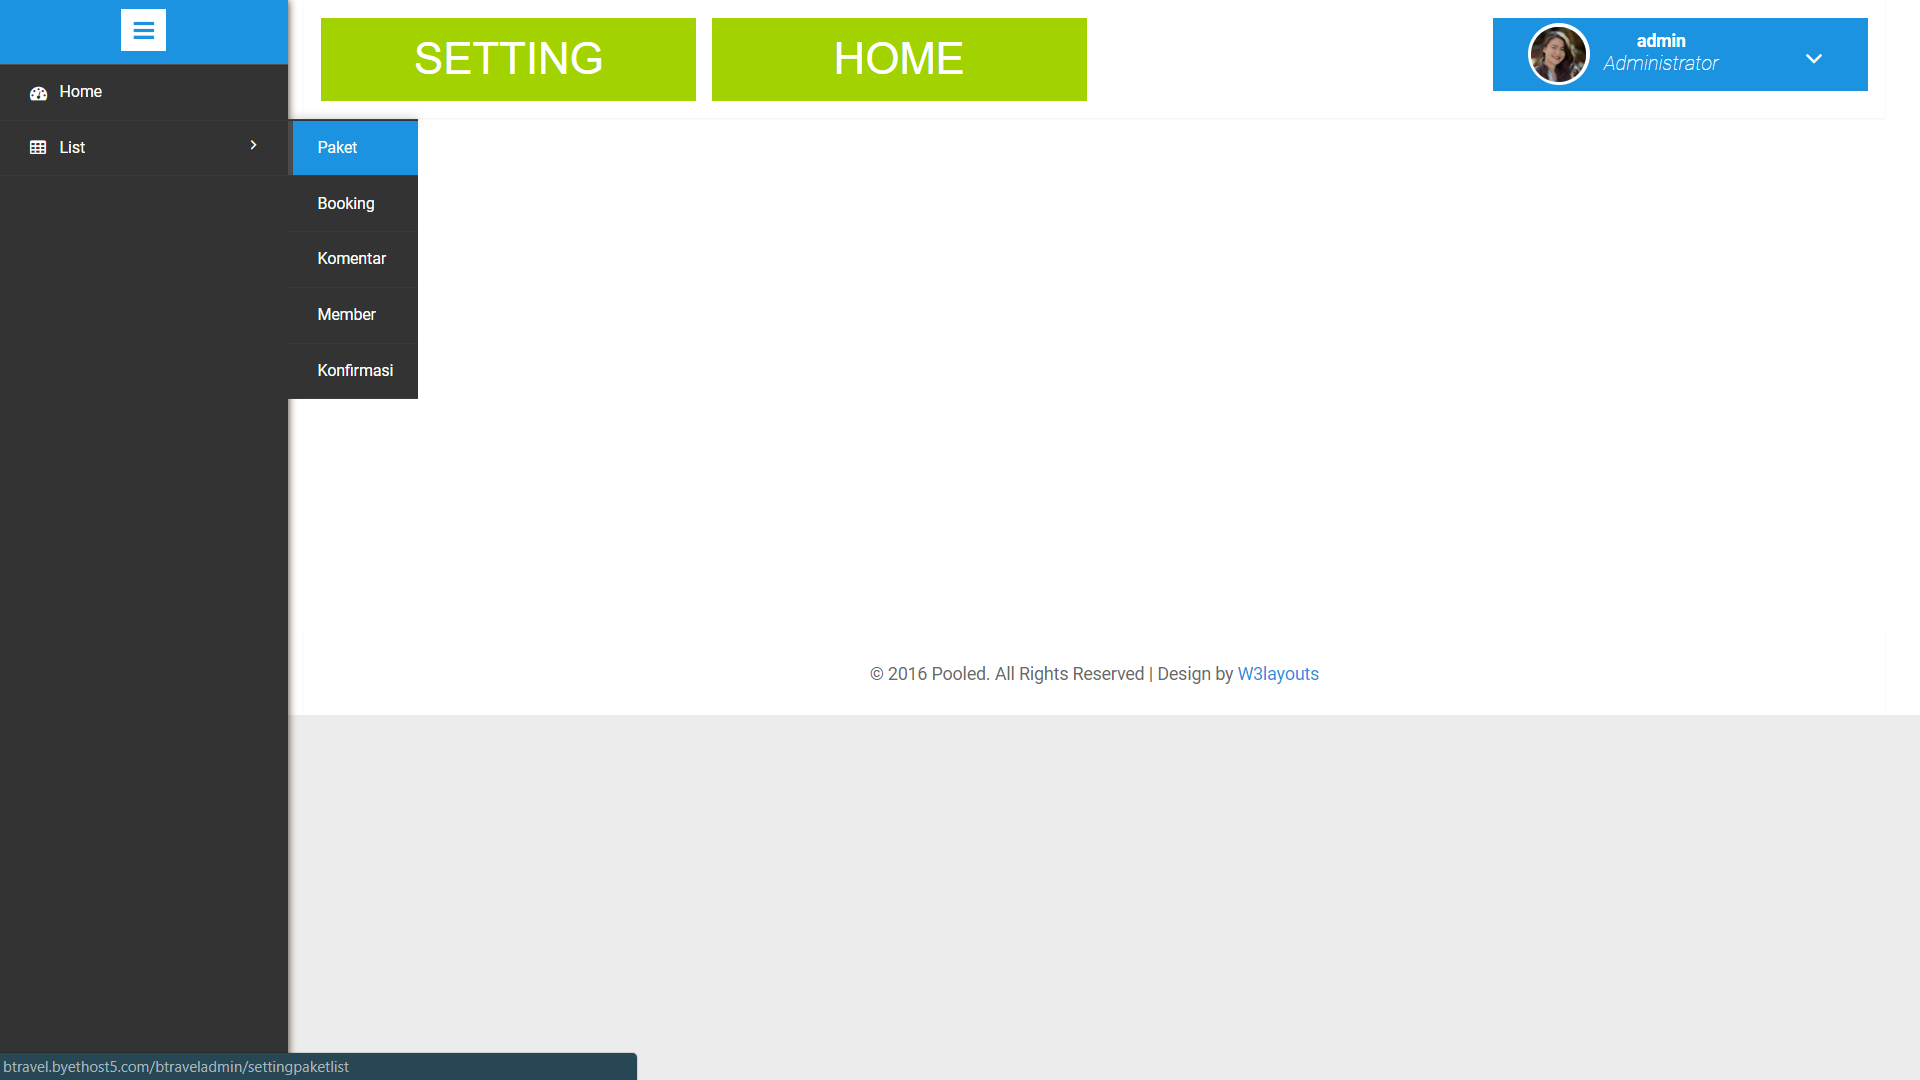 SETTING
HOME
admin
Administrator
Home
List
Paket
Booking
Komentar
Member
Konfirmasi
© 2016 Pooled. All Rights Reserved | Design by W3layouts
btravel.byethost5.com/btraveladmin/settingpaketlist